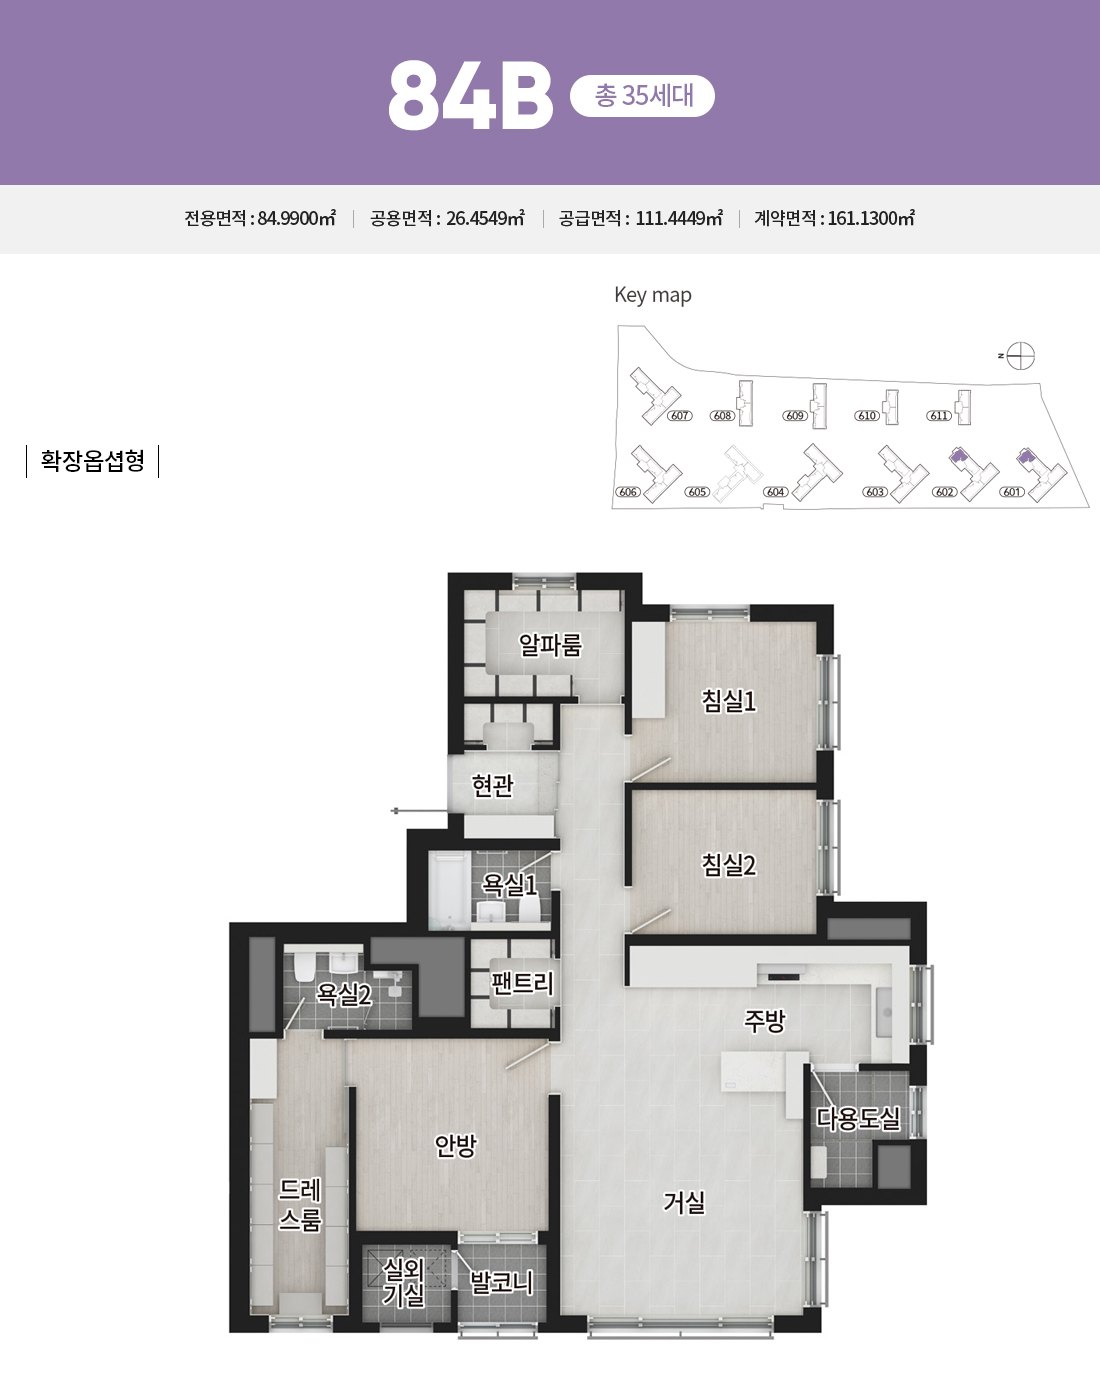 84B 총 35세대
전용면적 : 84.9900㎡ 공용면적 : 26.4549㎡ 공급면적 : 111.4449㎡ 계약면적 : 161.1300㎡
Key map
N
607 608 609 610 611
확장옵션형
606 605 604 603 602 601
알파룸
침실1
현관
침실2
욕실1
팬트리
욕실2
주방
다용도실
안방
드레
스룸
거실
실외
기실
발코니